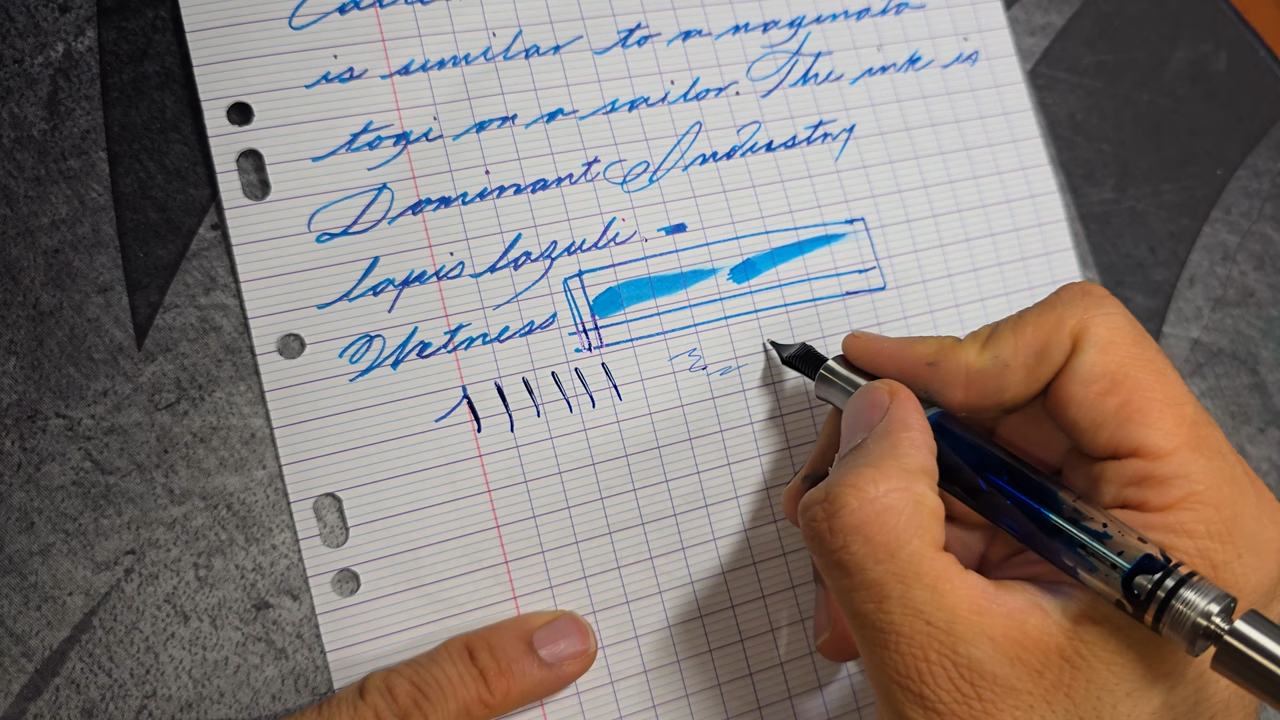 is similar to a naginata
togi on a sailor. The ink is
Dominant Industry
lapis lazuli.
Wetness